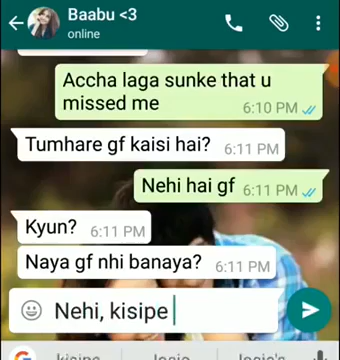 Baabu <3
online
Accha laga sunke that u
missed me
6:10 PM
Tumhare gf kaisi hai? 6:11 PM
Nehi hai gf 6:11 PM
Kyun? 6:11 PM
Naya gf nhi banaya? 6:11 PM
Nehi, kisipe